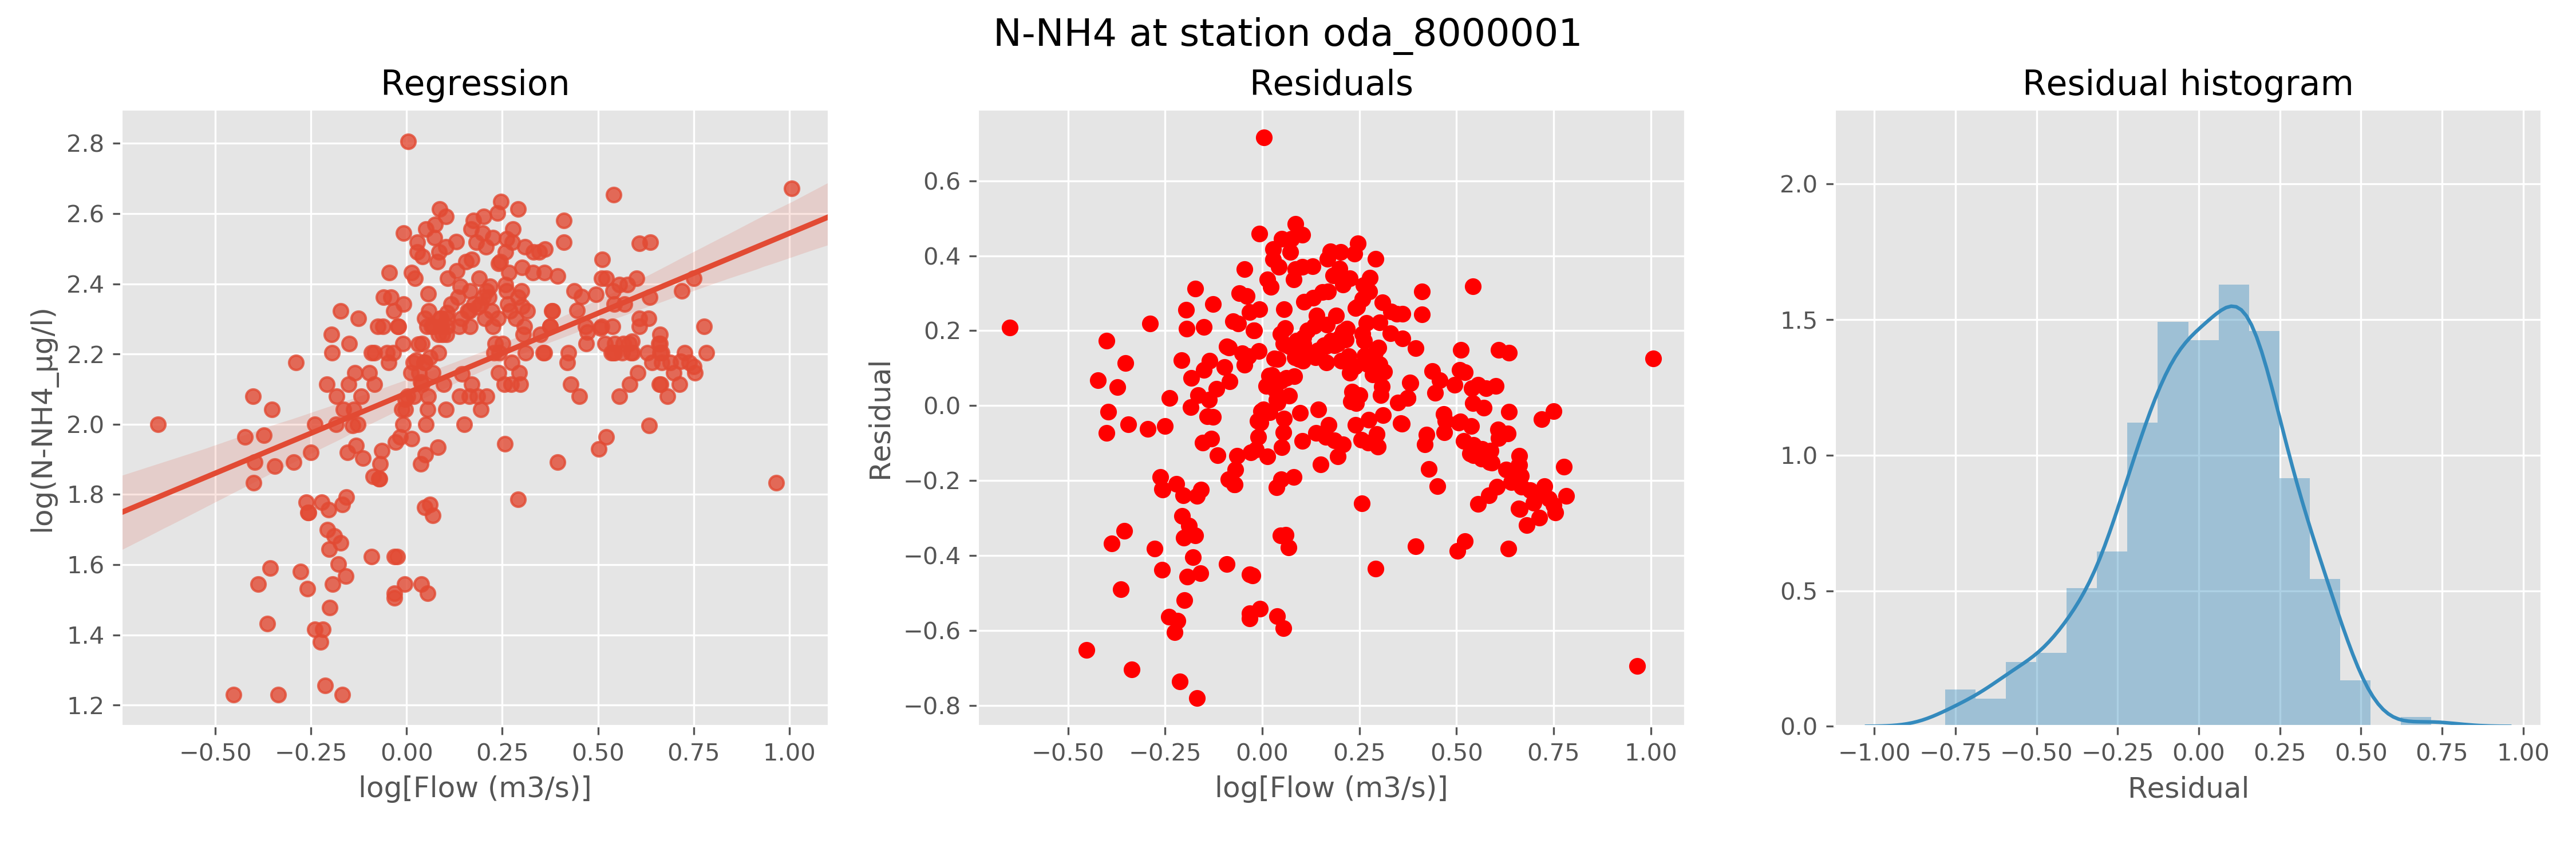 N-NH4 at station oda_8000001
Regression
2.8
2.6
2.4
2.2
2.0
1.8
1.6
1.4
1.2
log(N-NH4_µg/l)
−0.50 −0.25 0.00 0.25 0.50 0.75 1.00
log[Flow (m3/s)]
Residuals
0.6
0.4
0.2
0.0
−0.2
−0.4
−0.6
−0.8
Residual
−0.50 −0.25 0.00 0.25 0.50 0.75 1.00
log[Flow (m3/s)]
Residual histogram
2.0
1.5
1.0
0.5
0.0
−1.00 −0.75 −0.50 −0.25 0.00 0.25 0.50 0.75 1.00
Residual